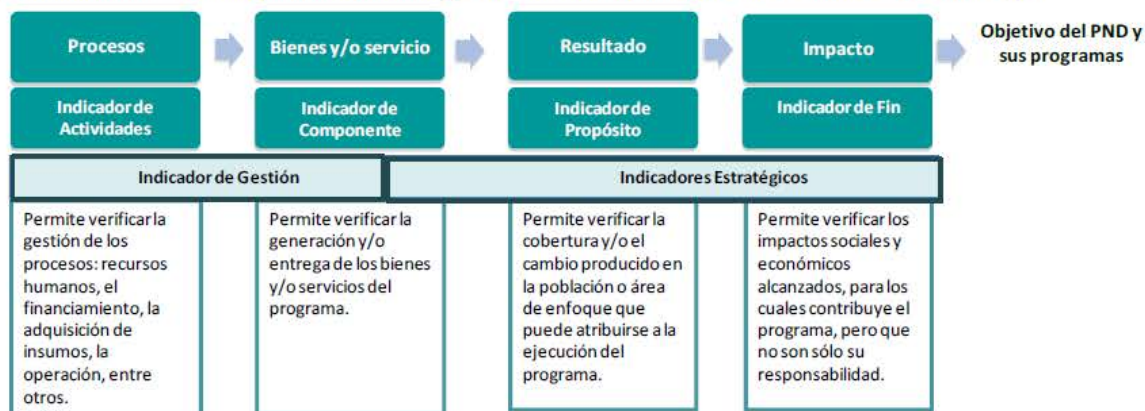 Procesos
Bienes y/o servicio
Resultado
Impacto
Objetivo del PND y
sus programas
Indicador de
Actividades
Indicador de
Componente
Indicador de
Propósito
Indicador de Fin
Indicador de Gestión
Indicadores Estratégicos
Permite verificar la
gestión de los
procesos: recursos
humanos, el
financiamiento, la
adquisición de
insumos, la
operación, entre
otros.
Permite verificar la
generación y/o
entrega de los bienes
y/o servicios del
programa.
Permite verificar la
cobertura y/o el
cambio producido en
la población o área
de enfoque que
puede atribuirse a la
ejecución del
programa.
Permite verificar los
impactos sociales y
económicos
alcanzados, para los
cuales contribuye el
programa, pero que
no son sólo su
responsabilidad.